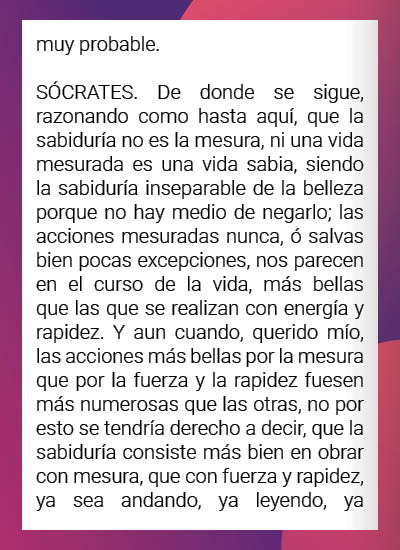 muy probable.
SÓCRATES. De donde se sigue,
razonando como hasta aquí, que la
sabiduría no es la mesura, ni una vida
mesurada es una vida sabia, siendo
la sabiduría inseparable de la belleza
porque no hay medio de negarlo; las
acciones mesuradas nunca, ó salvas
bien pocas excepciones, nos parecen
en el curso de la vida, más bellas
que las que se realizan con energía y
rapidez. Y aun cuando, querido mío,
las acciones más bellas por la mesura
que por la fuerza y la rapidez fuesen
más numerosas que las otras, no por
esto se tendría derecho a decir, que la
sabiduría consiste más bien en obrar
con mesura, que con fuerza y rapidez,
ya sea andando, ya leyendo, ya